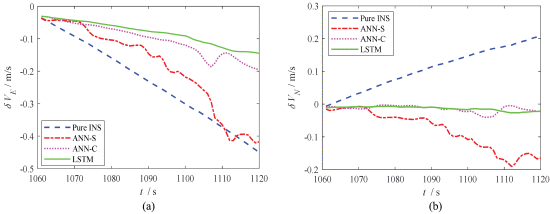 0
-0.1
-0.2
-0.3
-0.4
-0.5
δV_E / m/s
Pure INS
ANN-S
ANN-C
LSTM
1060 1070 1080 1090 1100 1110 1120
t / s
(a)
0.3
0.2
0.1
0
-0.1
-0.2
δV_N / m/s
Pure INS
ANN-S
ANN-C
LSTM
1060 1070 1080 1090 1100 1110 1120
t / s
(b)